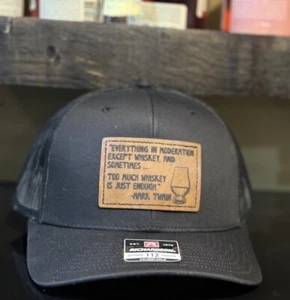 "EVERYTHING IN MODERATION
EXCEPT WHISKEY, AND
SOMETIMES ...
TOO MUCH WHISKEY
IS JUST ENOUGH."
-MARK TWAIN
RICHARDSON
112